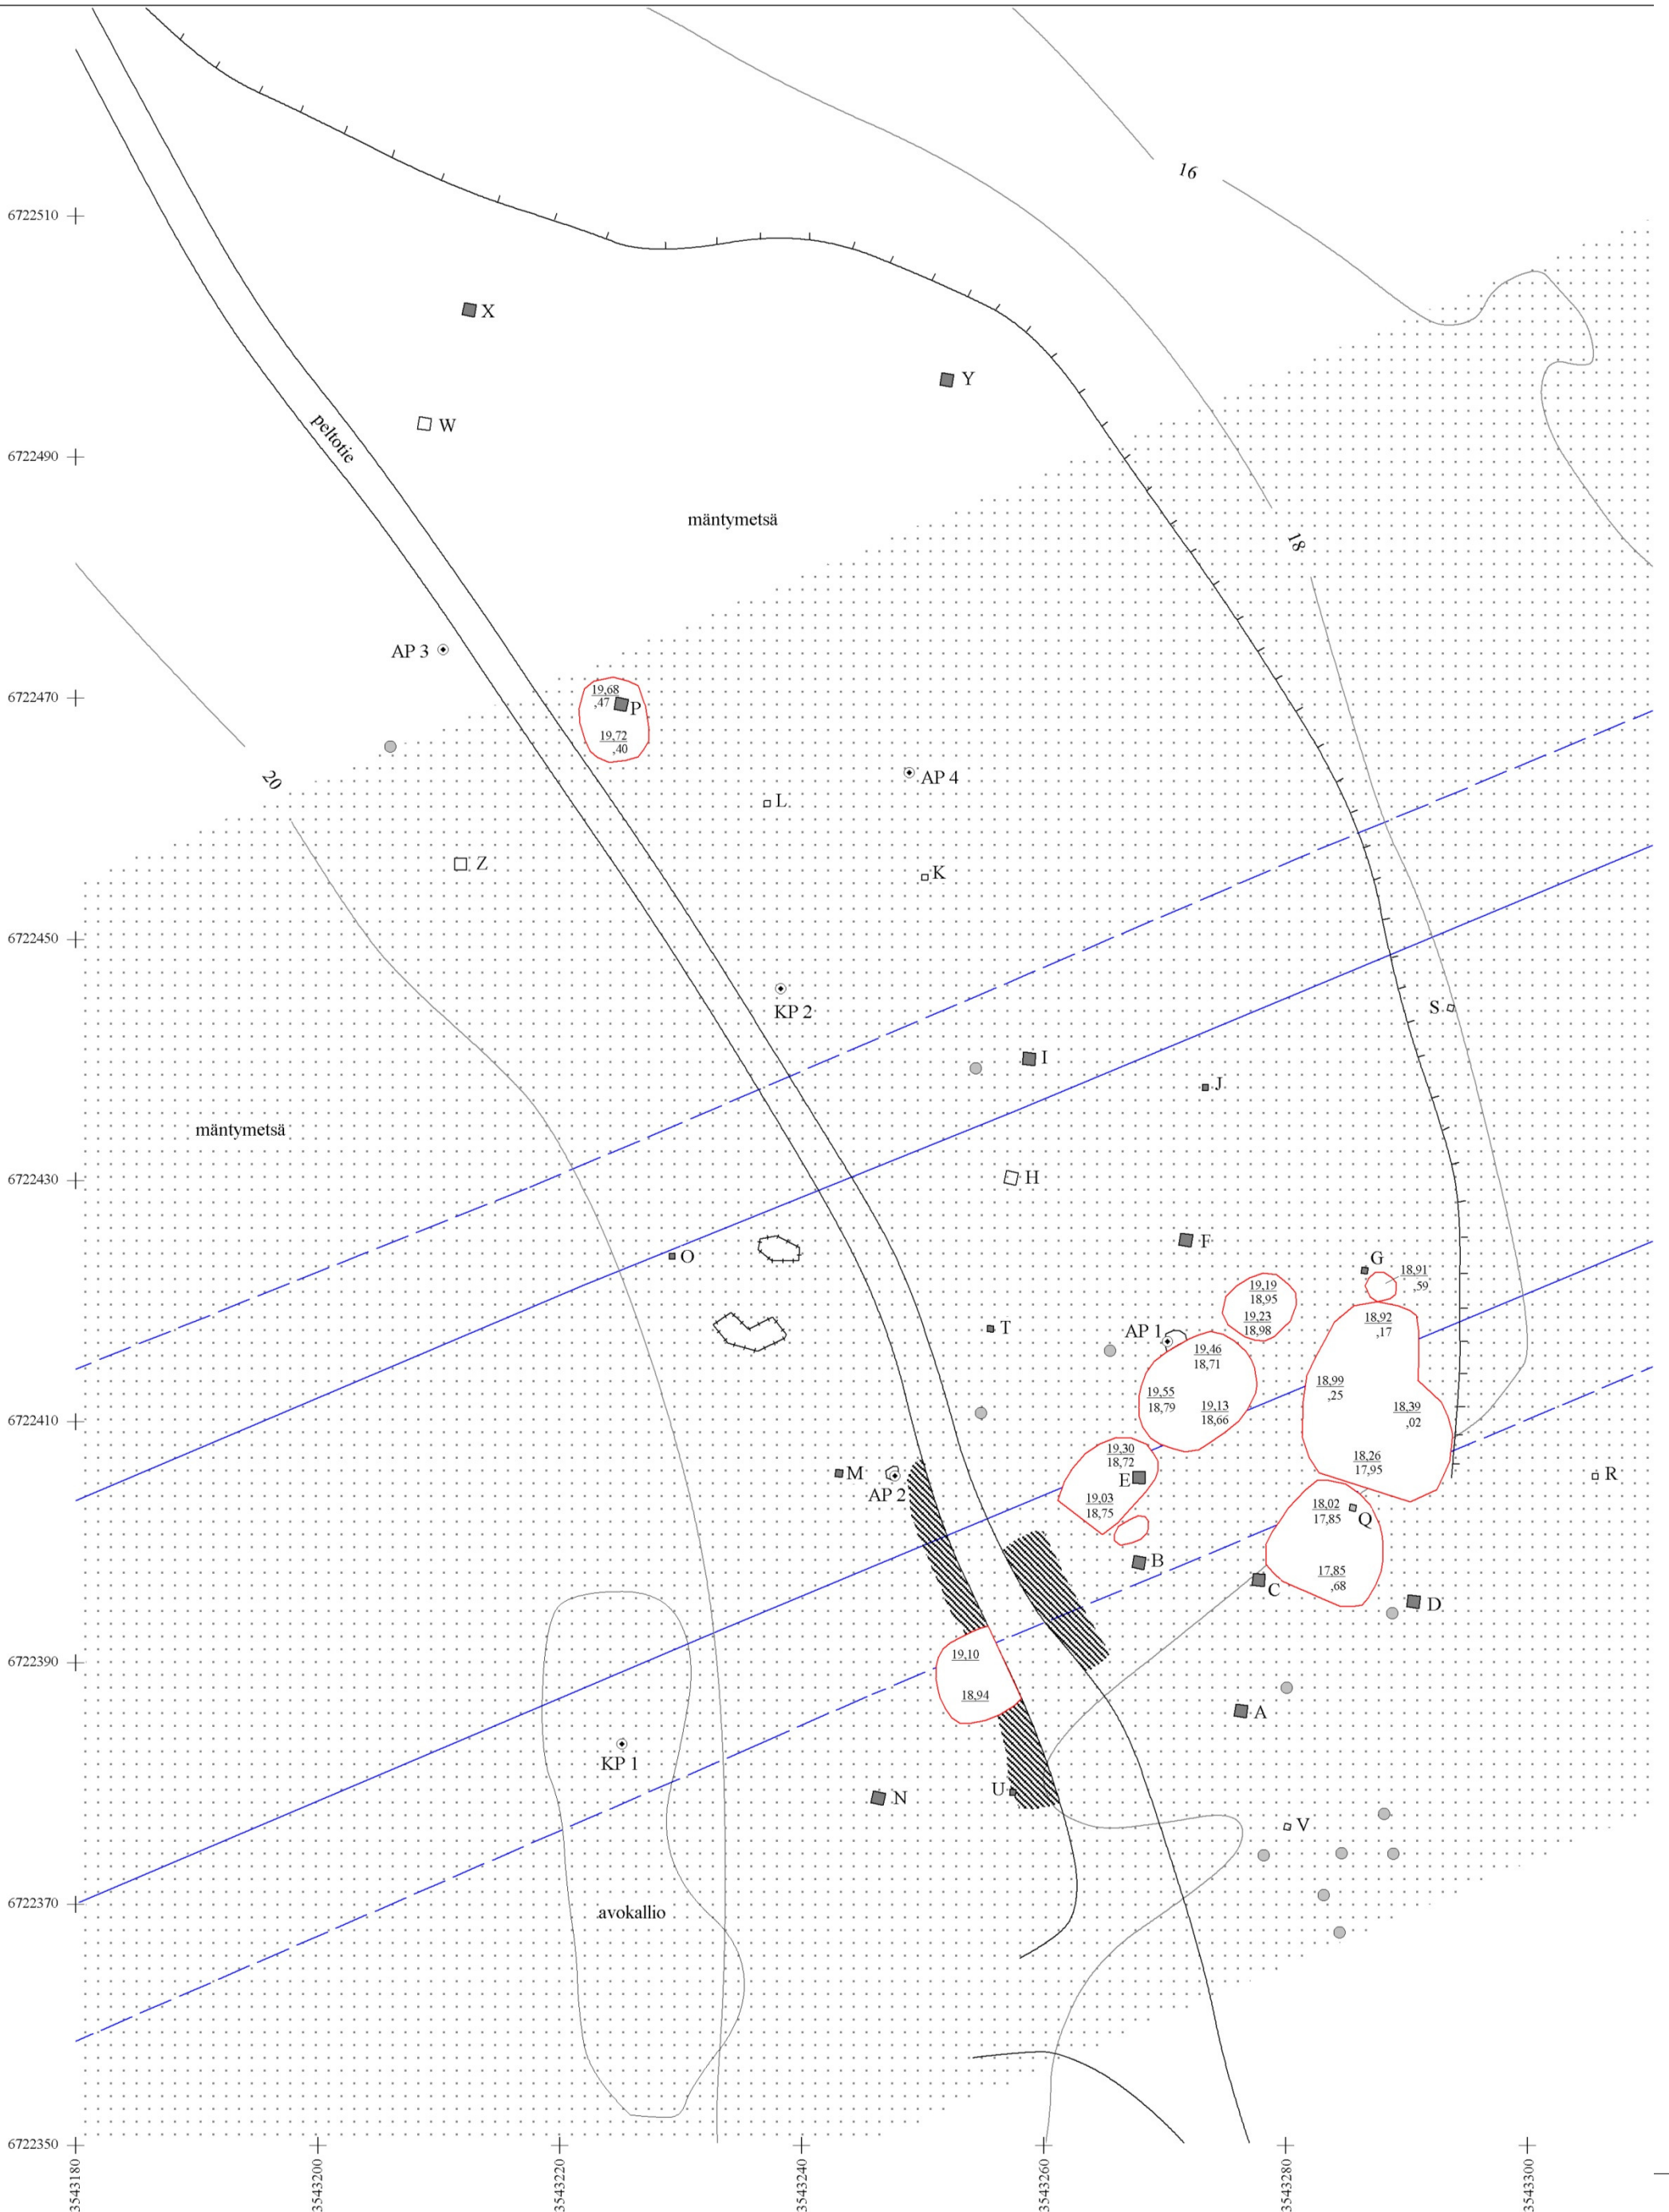 16
6722510
X
Y
peltotie
W
6722490
mäntymetsä
18
AP 3
6722470
19,68
,47
P
19,72
,40
AP 4
20
L
Z
K
6722450
S
KP 2
I
J
mäntymetsä
6722430
H
F
O
G
18,91
,59
19,19
18,95
19,23
18,98
18,92
,17
T
AP 1
19,46
18,71
18,99
,25
19,55
18,79
19,13
18,66
18,39
,02
6722410
19,30
18,72
18,26
17,95
M
E
R
AP 2
19,03
18,75
18,02
17,85
Q
B
17,85
,68
C
D
6722390
19,10
18,94
A
KP 1
U
N
V
6722370
avokallio
6722350
3543180
3543200
3543220
3543240
3543260
3543280
3543300